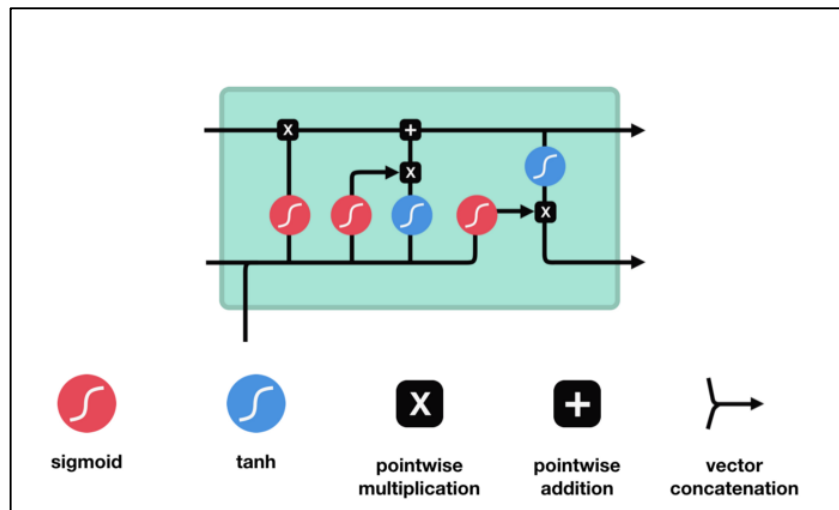 X
+
X
X
X
+
sigmoid
tanh
pointwise
multiplication
pointwise
addition
vector
concatenation